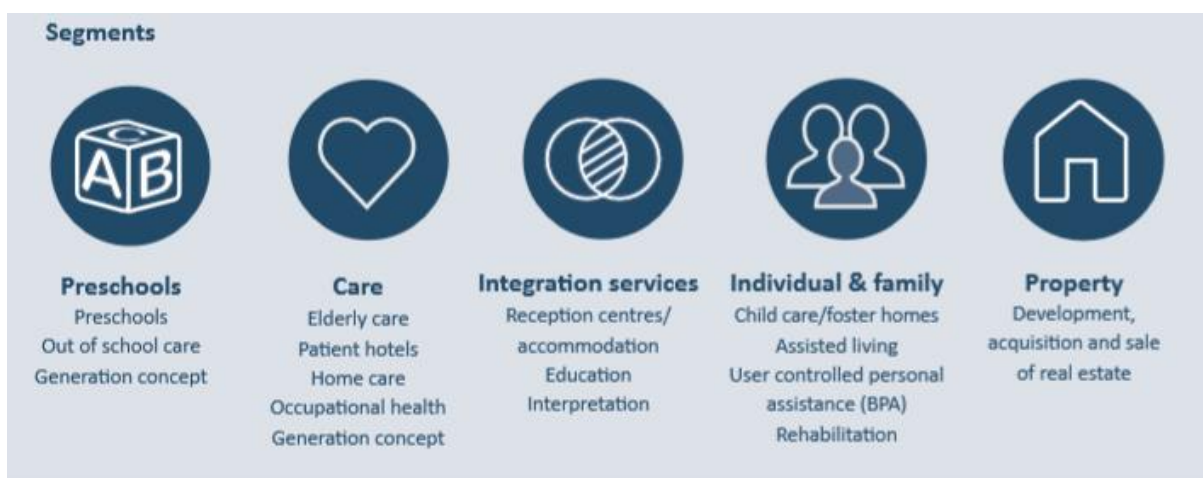 Segments
C
A B
Preschools
Preschools
Out of school care
Generation concept
Care
Elderly care
Patient hotels
Home care
Occupational health
Generation concept
Integration services
Reception centres/
accommodation
Education
Interpretation
Individual & family
Child care/foster homes
Assisted living
User controlled personal
assistance (BPA)
Rehabilitation
Property
Development,
acquisition and sale
of real estate